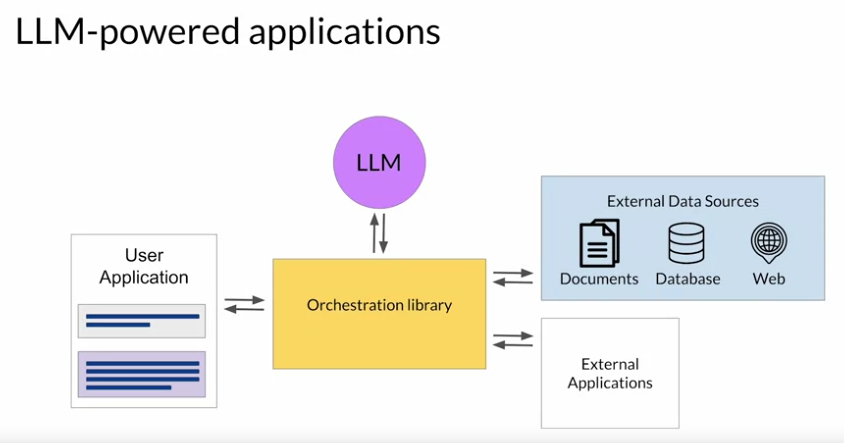 LLM-powered applications
LLM
User
Application
Orchestration library
External Data Sources
Documents
Database
Web
External
Applications